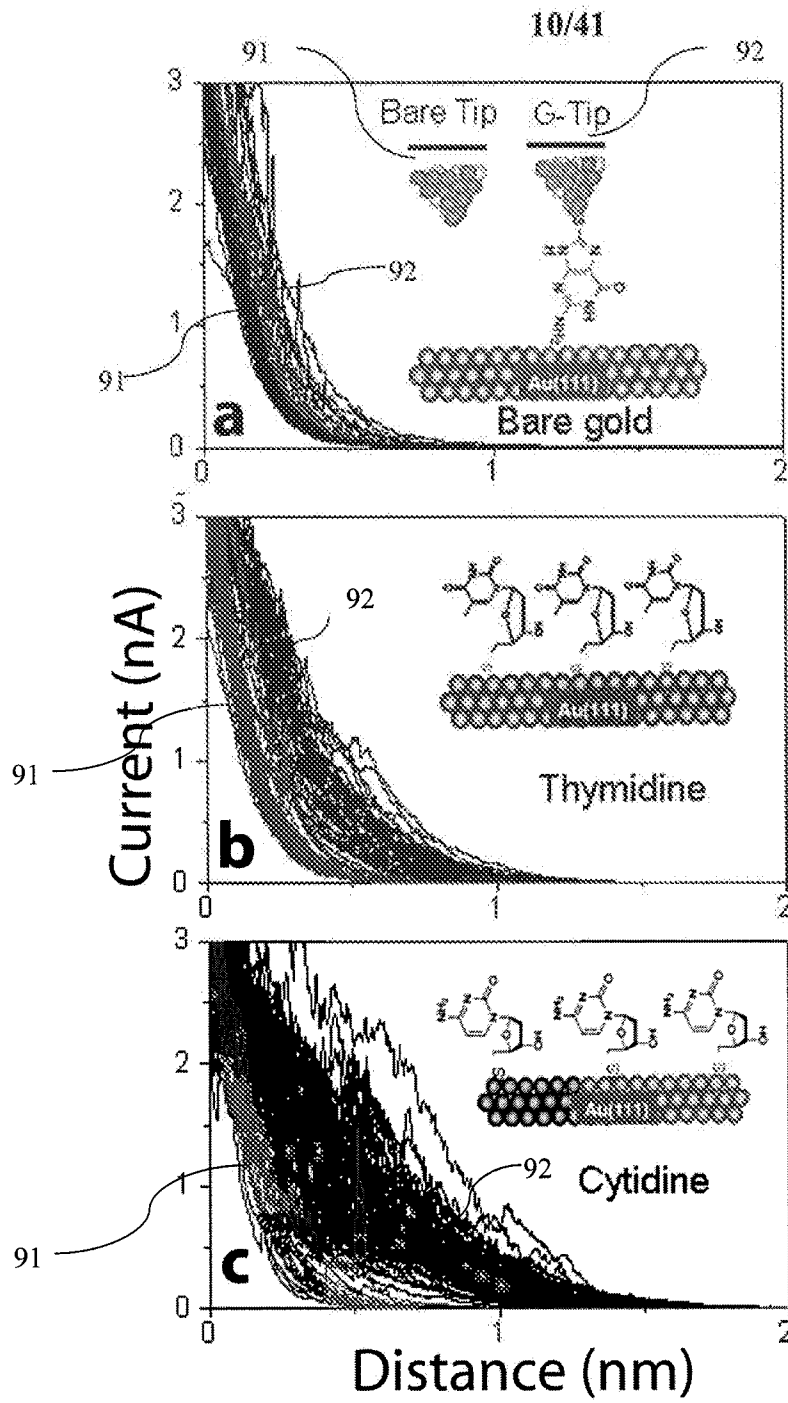 10/41
91
92
3
Bare Tip
G-Tip
2
92
1
91
a
Au(111)
Bare gold
0
0
1
2
3
92
2
Au(111)
91
1
Thymidine
b
0
0
1
2
Current (nA)
3
2
Au(111)
92
1
Cytidine
91
c
0
0
1
2
Distance (nm)